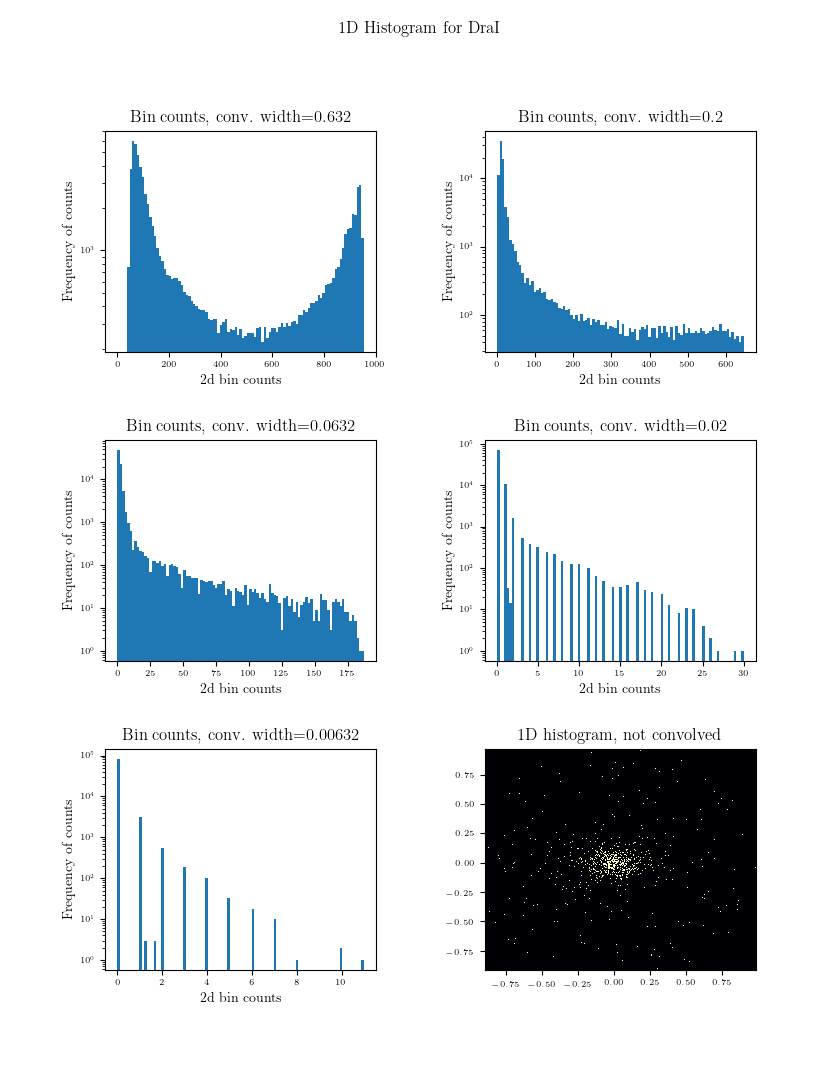 1D Histogram for DraI
Bin counts, conv. width=0.632
Frequency of counts
10³
0 200 400 600 800 1000
2d bin counts
Bin counts, conv. width=0.2
Frequency of counts
10⁴
10³
10²
0 100 200 300 400 500 600
2d bin counts
Bin counts, conv. width=0.0632
Frequency of counts
10⁴
10³
10²
10¹
10⁰
0 25 50 75 100 125 150 175
2d bin counts
Bin counts, conv. width=0.02
Frequency of counts
10⁵
10⁴
10³
10²
10¹
10⁰
0 5 10 15 20 25 30
2d bin counts
Bin counts, conv. width=0.00632
Frequency of counts
10⁵
10⁴
10³
10²
10¹
10⁰
0 2 4 6 8 10
2d bin counts
1D histogram, not convolved
0.75
0.50
0.25
0.00
−0.25
−0.50
−0.75
−0.75 −0.50 −0.25 0.00 0.25 0.50 0.75